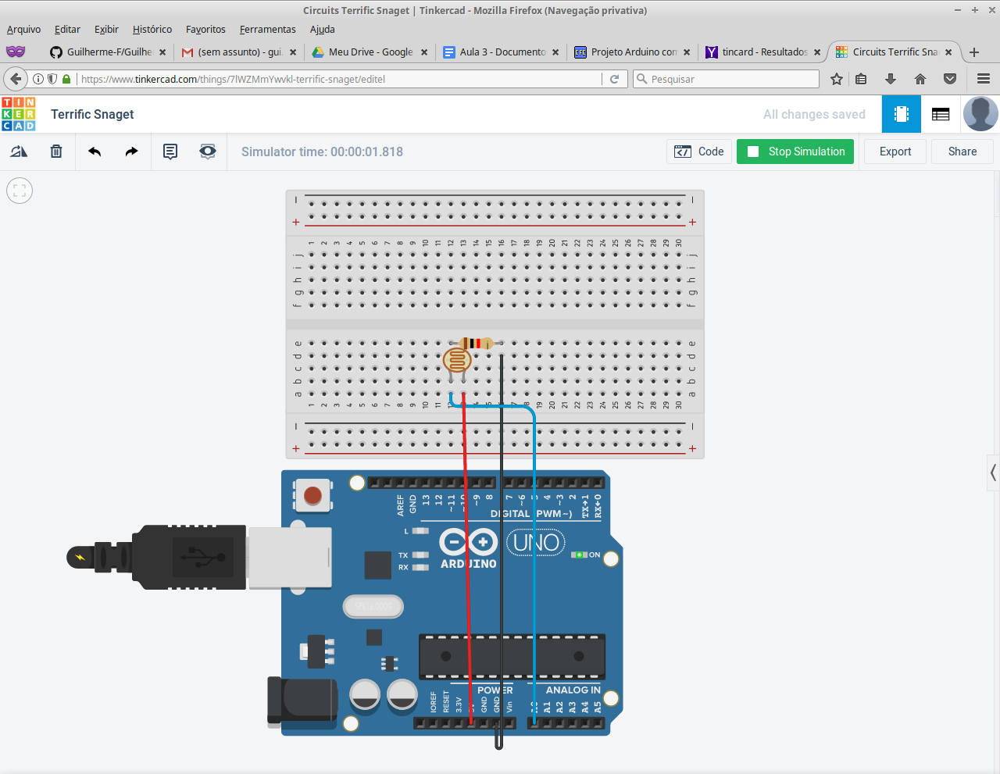 Circuits Terrific Snaget | Tinkercad - Mozilla Firefox (Navegação privativa)
Arquivo Editar Exibir Histórico Favoritos Ferramentas Ajuda
Guilherme-F/Guilhe (sem assunto) - gui. Meu Drive - Google Aula 3 - Documento Projeto Arduino con tincard - Resultados Circuits Terrific Sna
https://www.tinkercad.com/things/7lWZMmYwvkl-terrific-snaget/editel Pesquisar
TIN
KER
CAD
Terrific Snaget All changes saved
Simulator time: 00:00:01.818 Code Stop Simulation Export Share
1 2 3 4 5 6 7 8 9 10 11 12 13 14 15 16 17 18 19 20 21 22 23 24 25 26 27 28 29 30
j j
i i
h h
g g
f f
e e
d d
c c
b b
a a
1 2 3 4 5 6 7 8 9 10 11 14 15 17 18 19 20 21 22 23 24 25 26 27 28 29 30
AREF GND 13 12 ~11 ~9 8 7 ~6 4 ~3 2 TX→1 RX←0
DIGITAL (PWM~)
L
TX
RX
ARDUINO
UNO
ON
POWER ANALOG IN
IOREF RESET 3.3V GND GND Vin A1 A2 A3 A4 A5